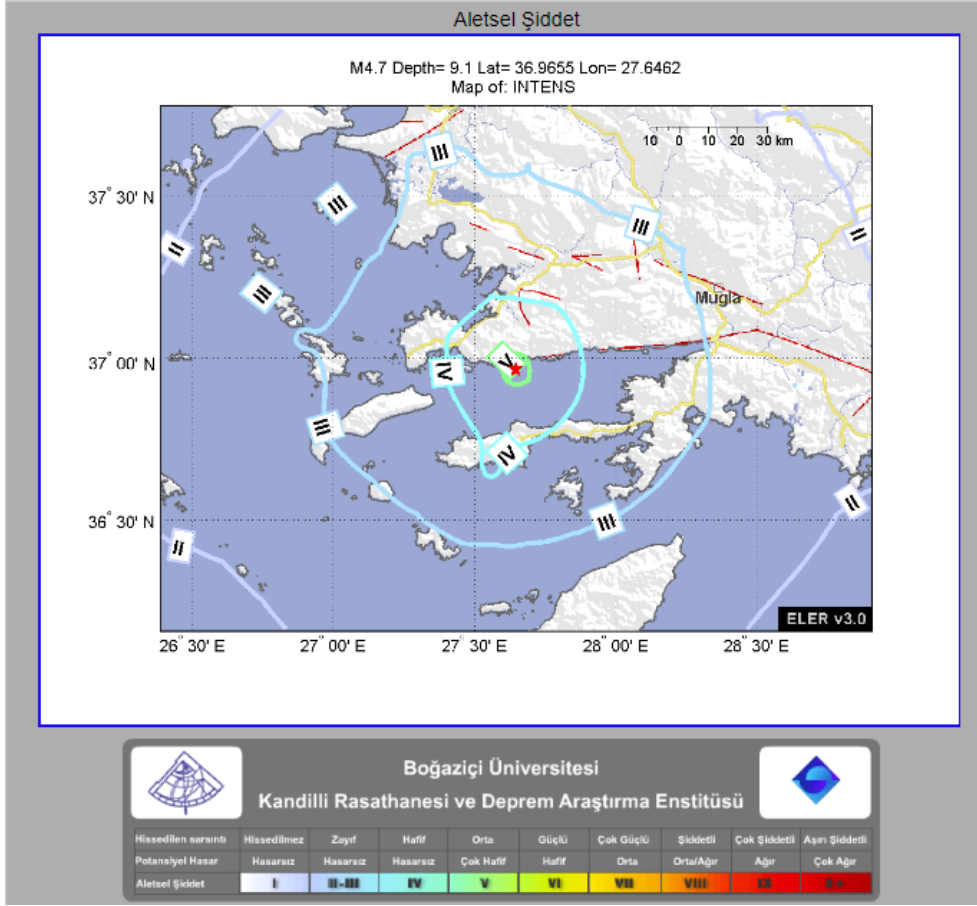 Aletsel Şiddet
M4.7 Depth= 9.1 Lat= 36.9655 Lon= 27.6462
Map of: INTENS
10 0 10 20 30 km
III
37° 30' N
III
III
II
II
III
Mugla
37° 00' N
V
IV
III
IV
II
36° 30' N
III
II
ELER v3.0
26° 30' E 27° 00' E 27° 30' E 28° 00' E 28° 30' E
Boğaziçi Üniversitesi
Kandilli Rasathanesi ve Deprem Araştırma Enstitüsü
Hissedilen sarsıntı Hissedilmez Zayıf Hafif Orta Güçlü Çok Güçlü Şiddetli Çok Şiddetli Aşırı Şiddetli
Potansiyel Hasar Hasarsız Hasarsız Hasarsız Çok Hafif Hafif Orta Orta/Ağır Ağır Çok Ağır
Aletsel Şiddet I II-III IV V VI VII VIII IX